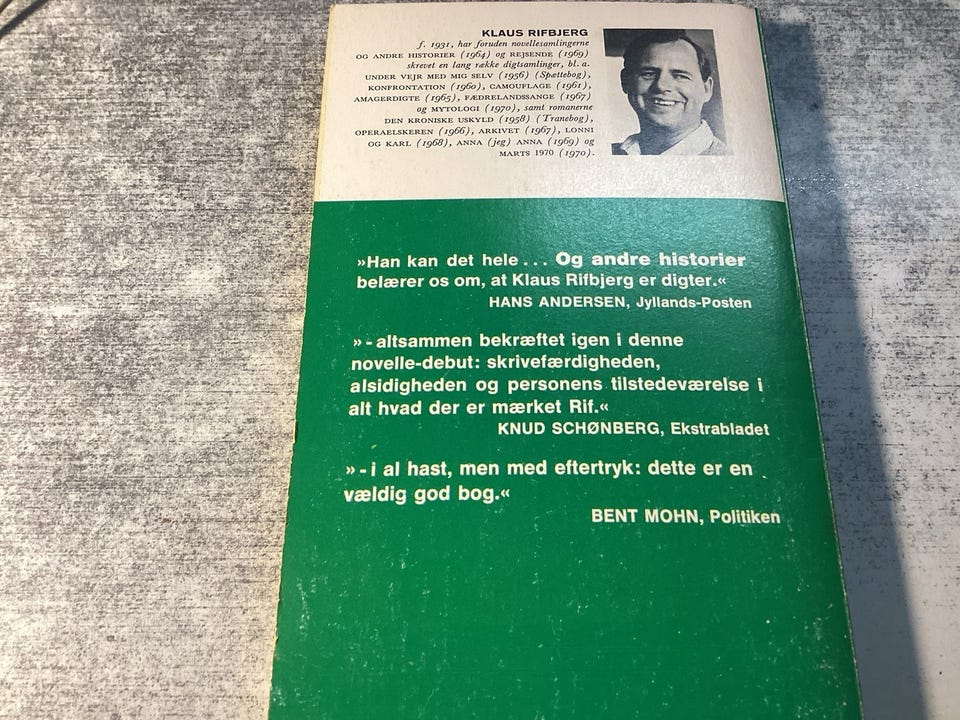 KLAUS RIFBJERG
f. 1931, har foruden novellesamlingerne
OG ANDRE HISTORIER (1964) og REJSENDE (1969)
skrevet en lang række digtsamlinger, bl. a.
UNDER VEJR MED MIG SELV (1956) (Spættebog),
KONFRONTATION (1960), CAMOUFLAGE (1961),
AMAGERDIGTE (1965), FÆDRELANDSSANGE (1967)
og MYTOLOGI (1970), samt romanerne
DEN KRONISKE USKYLD (1958) (Tranebog),
OPERAELSKEREN (1966), ARKIVET (1967), LONNI
OG KARL (1968), ANNA (jeg) ANNA (1969) og
MARTS 1970 (1970).
»Han kan det hele... Og andre historier
belærer os om, at Klaus Rifbjerg er digter.«
HANS ANDERSEN, Jyllands-Posten
»-altsammen bekræftet igen i denne
novelle-debut: skrivefærdigheden,
alsidigheden og personens tilstedeværelse i
alt hvad der er mærket Rif.«
KNUD SCHØNBERG, Ekstrabladet
»-i al hast, men med eftertryk: dette er en
vældig god bog.«
BENT MOHN, Politiken